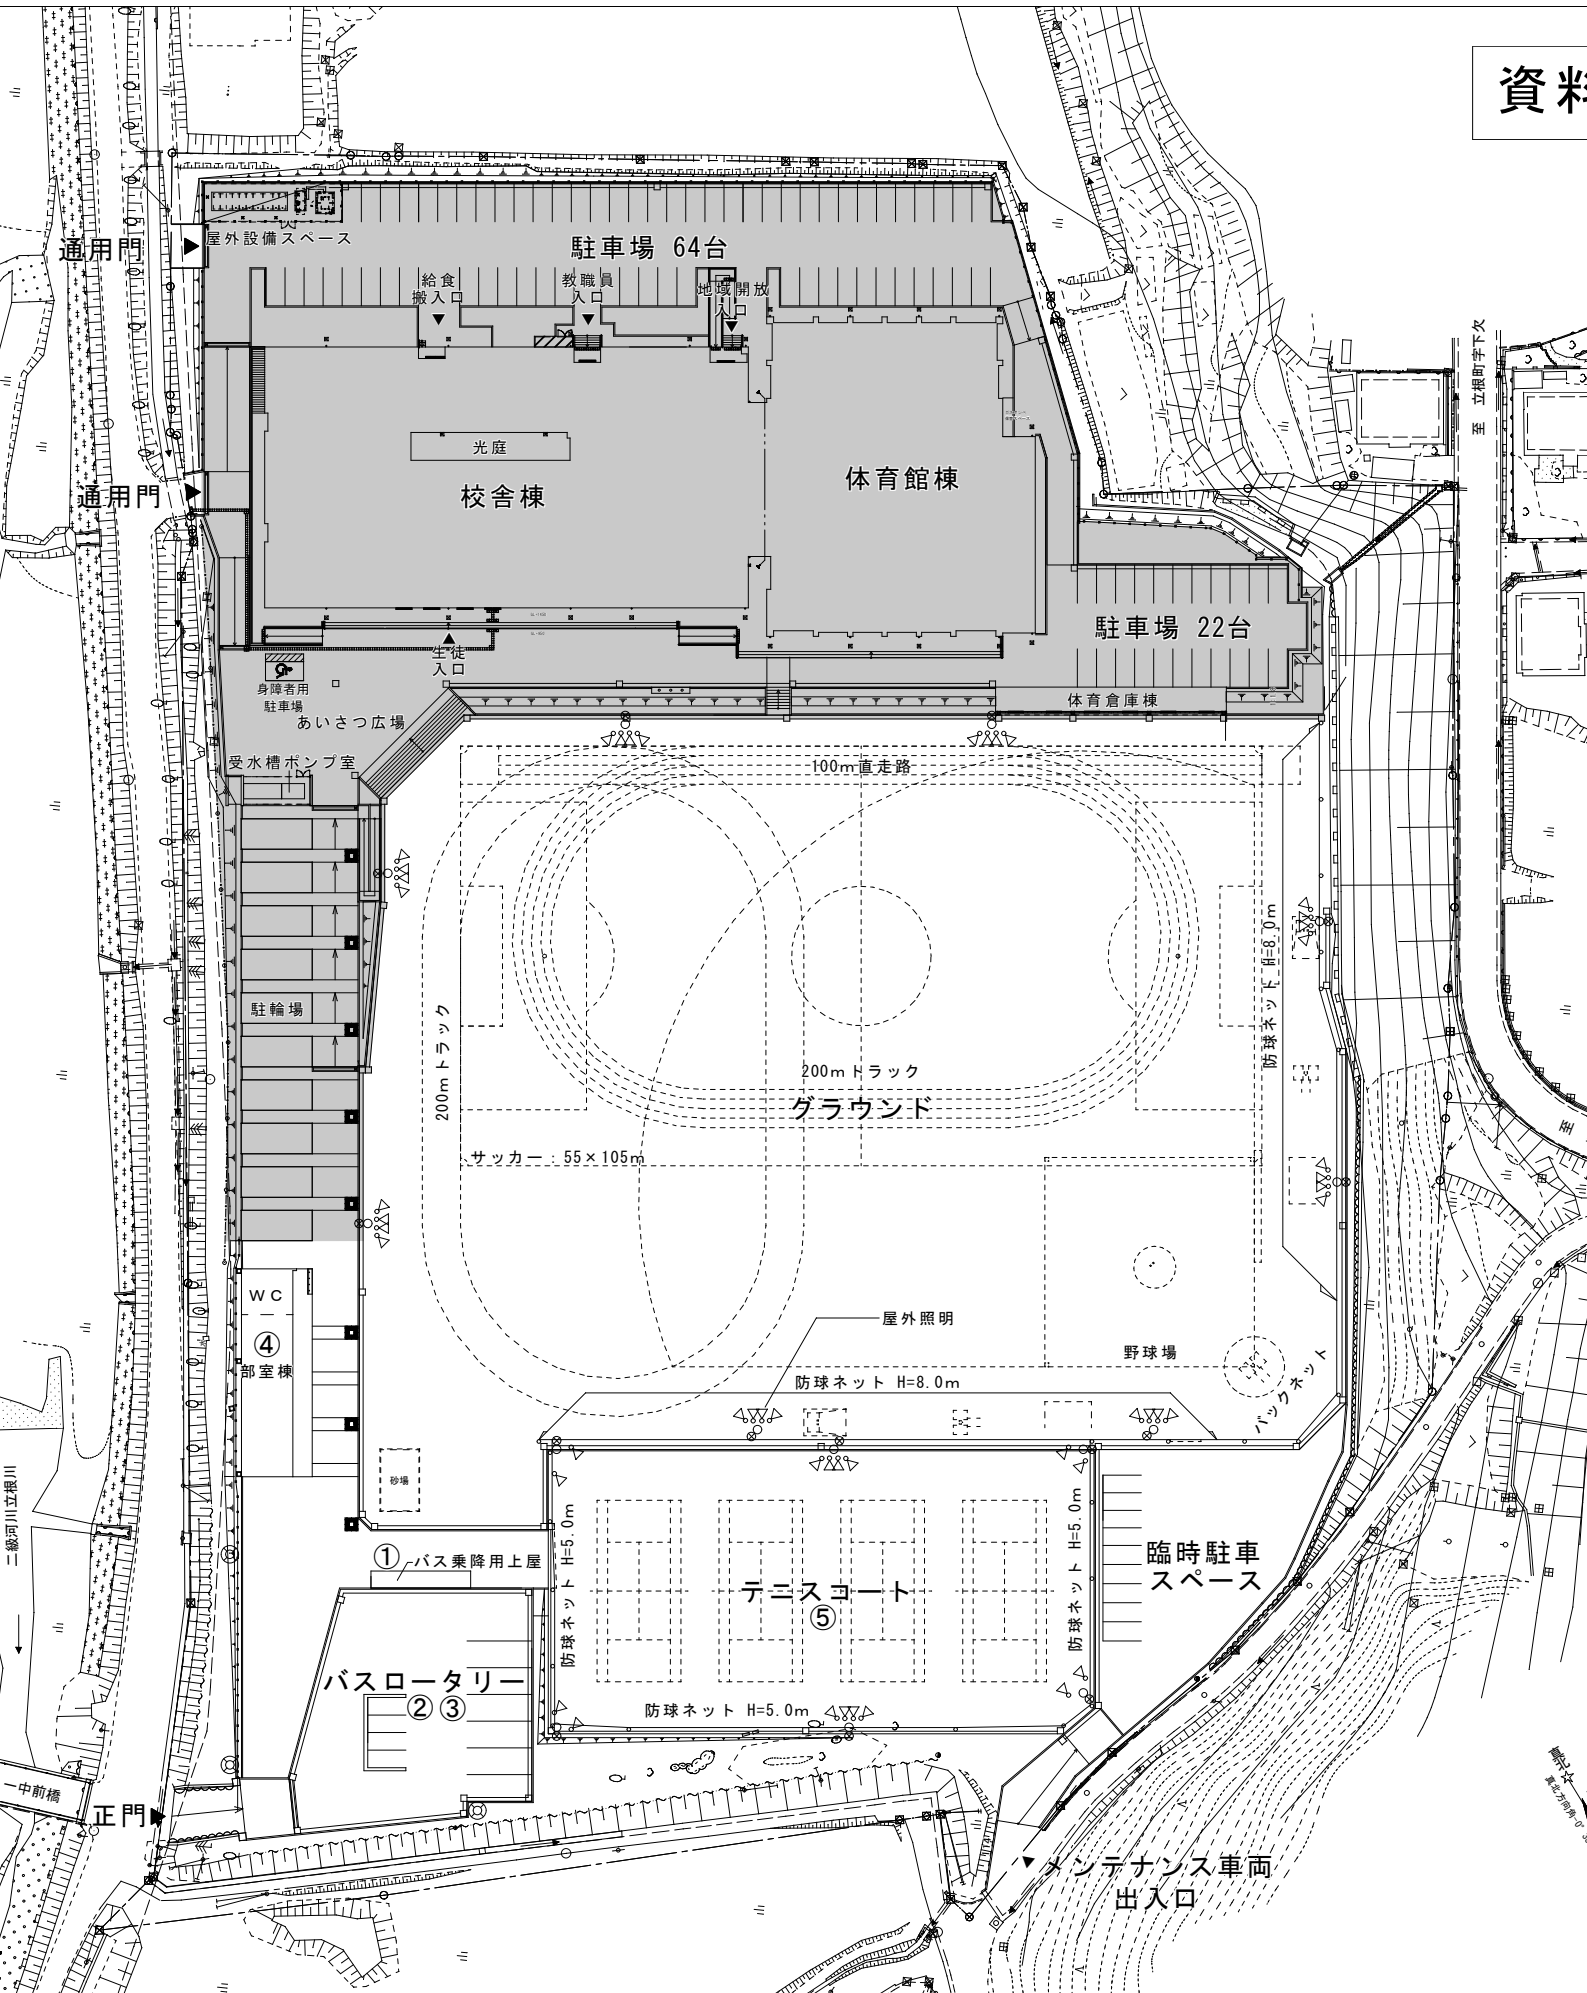 資料
通用門
屋外設備スペース
駐車場 64台
給食
搬入口
教職員
入口
地域開放
入口
至 立根町字下欠
光庭
校舎棟
体育館棟
通用門
駐車場 22台
生徒
入口
身障者用
駐車場
あいさつ広場
体育倉庫棟
受水槽ポンプ室
100m直走路
防球ネット H=8.0m
駐輪場
200mトラック
200mトラック
グラウンド
至
サッカー：55×105m
WC
④
部室棟
屋外照明
野球場
防球ネット H=8.0m
バックネット
砂場
二級河川立根川
①
バス乗降用上屋
防球ネット H=5.0m
防球ネット H=5.0m
臨時駐車
スペース
テニスコート
⑤
バスロータリー
②③
防球ネット H=5.0m
一中前橋
正門
真北
メンテナンス車両
出入口